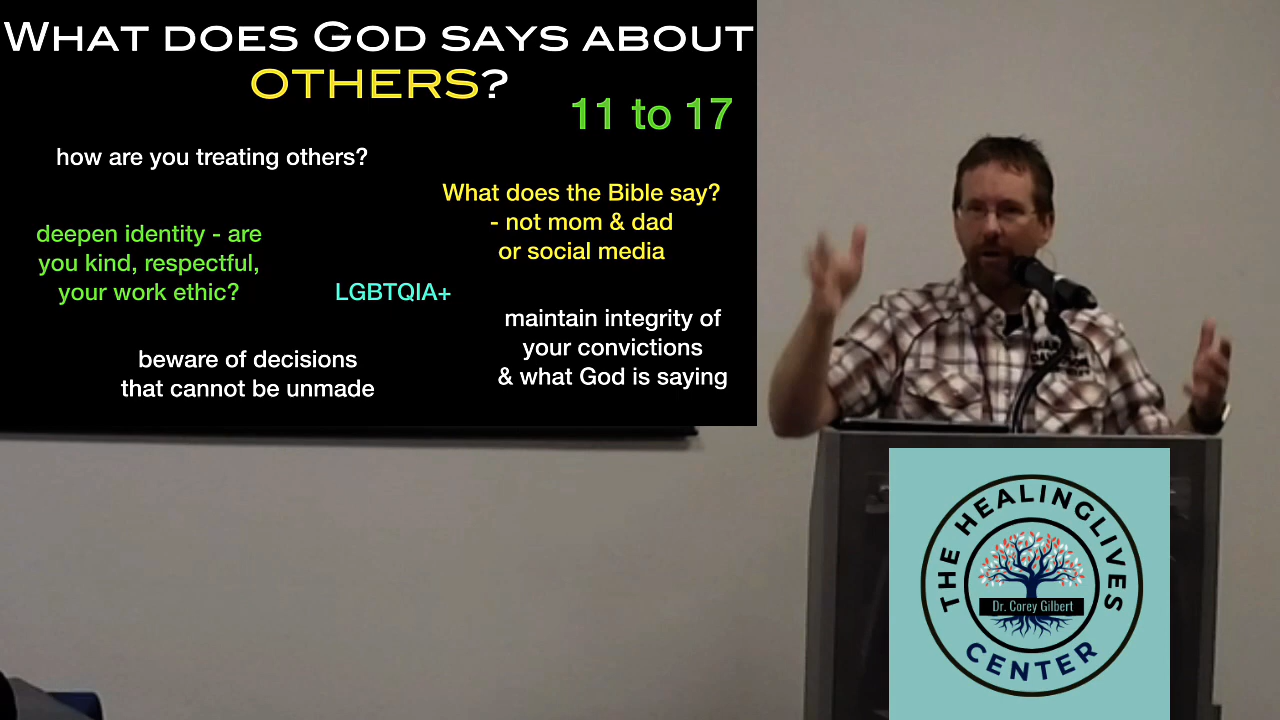 WHAT DOES GOD SAYS ABOUT
OTHERS?
11 to 17
how are you treating others?
What does the Bible say?
- not mom & dad
or social media
deepen identity - are
you kind, respectful,
your work ethic?
LGBTQIA+
maintain integrity of
your convictions
& what God is saying
beware of decisions
that cannot be unmade
THE HEALINGLIVES
Dr. Corey Gilbert
CENTER